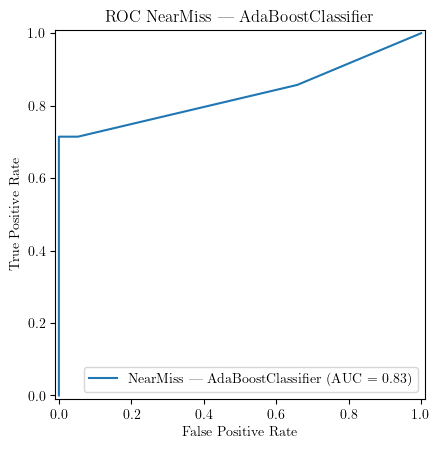 ROC NearMiss — AdaBoostClassifier
True Positive Rate
1.0
0.8
0.6
0.4
0.2
0.0
NearMiss — AdaBoostClassifier (AUC = 0.83)
0.0 0.2 0.4 0.6 0.8 1.0
False Positive Rate